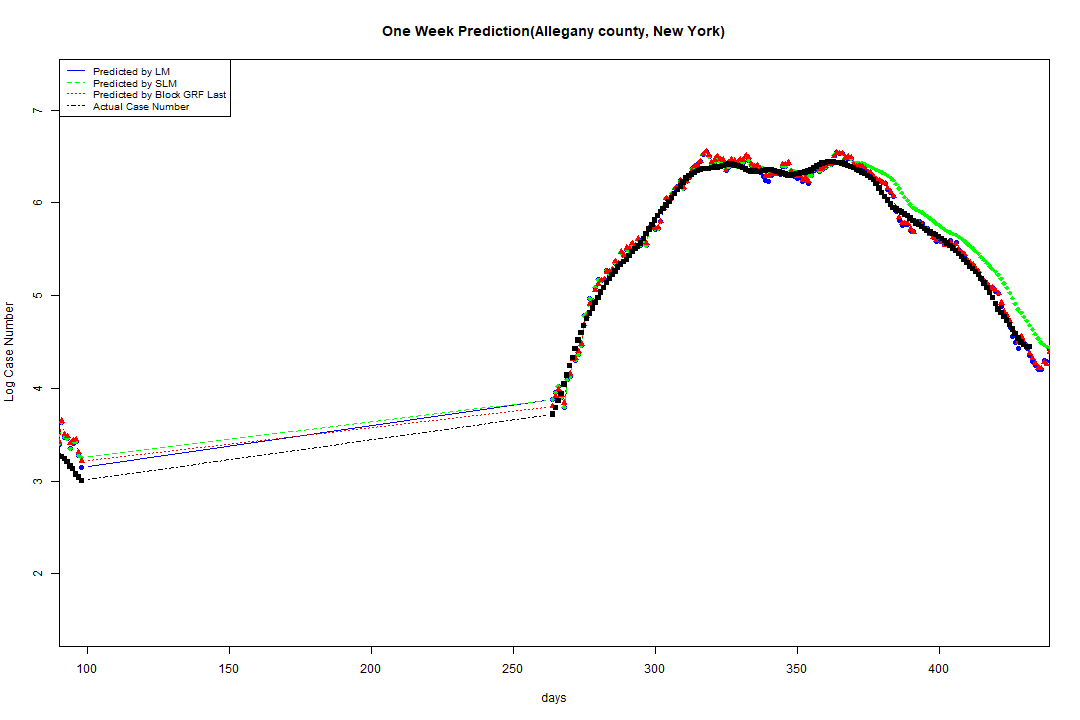 One Week Prediction(Allegany county, New York)
Predicted by LM
Predicted by SLM
Predicted by Block GRF Last
Actual Case Number
7
6
5
4
3
2
Log Case Number
100 150 200 250 300 350 400
days